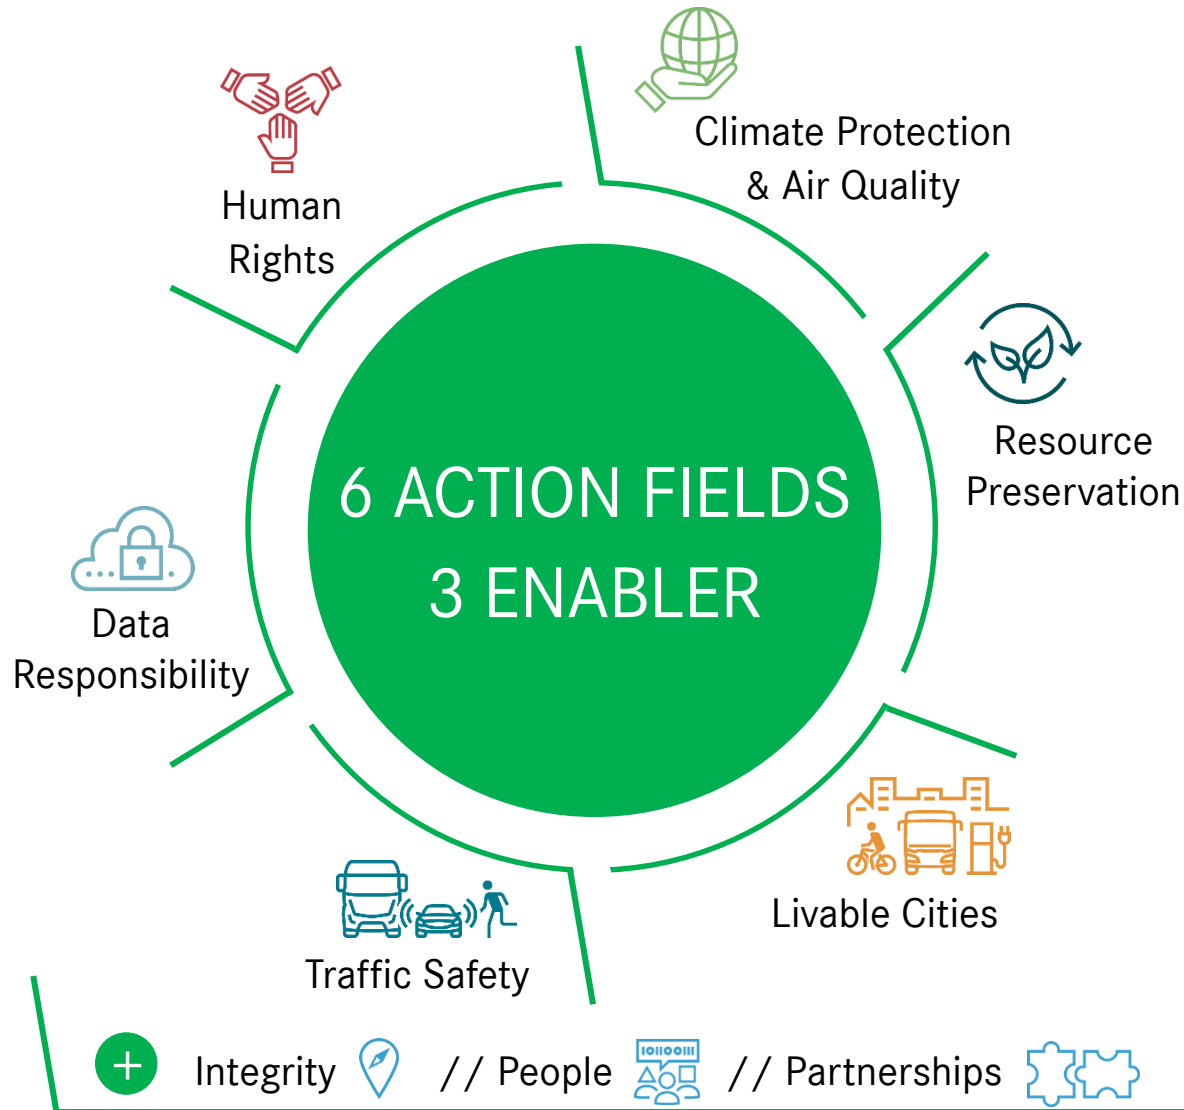 Climate Protection
& Air Quality
Human
Rights
Resource
Preservation
6 ACTION FIELDS
3 ENABLER
Data
Responsibility
Livable Cities
Traffic Safety
+ Integrity // People 10110011 // Partnerships